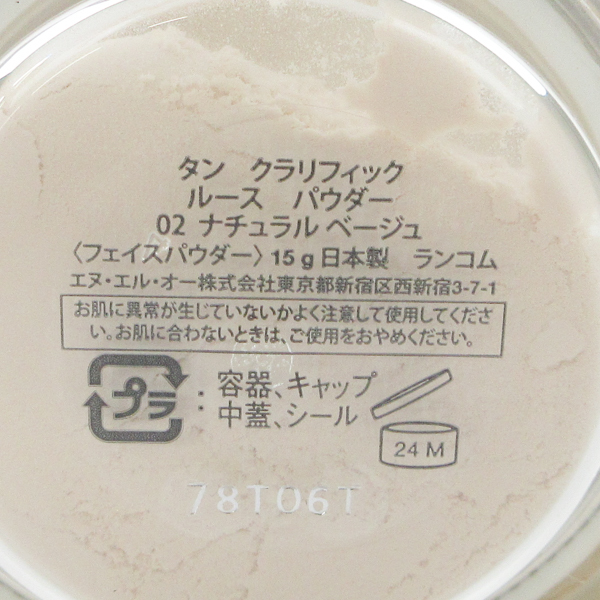 タン クラリフィック
ルース パウダー
02 ナチュラル ベージュ
〈フェイスパウダー〉15g 日本製 ランコム
エヌ・エル・オー株式会社東京都新宿区西新宿3-7-1
お肌に異常が生じていないかよく注意して使用してくださ
い。お肌に合わないときは、ご使用をおやめください。
プラ : 容器、キャップ
中蓋、シール
24 M
78T06T